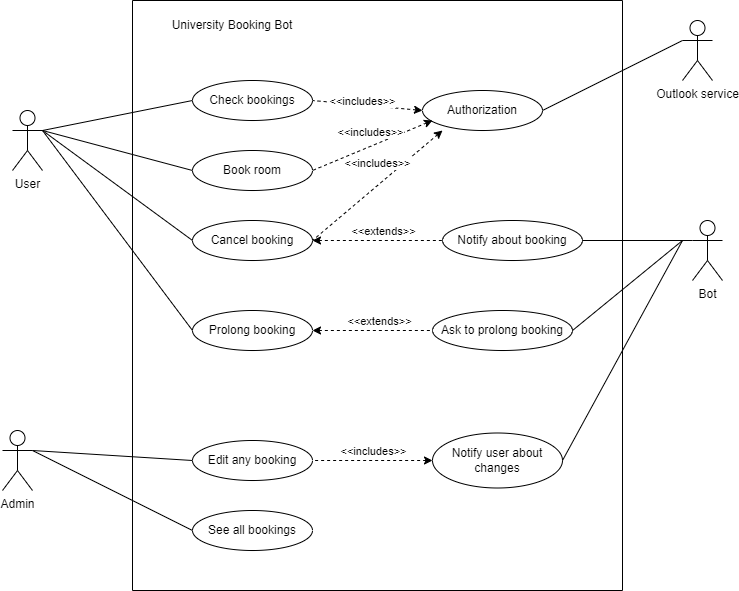 University Booking Bot
Outlook service
Check bookings
<<includes>>
Authorization
<<includes>>
Book room
<<includes>>
User
Cancel booking
<<extends>>
Notify about booking
Bot
Prolong booking
<<extends>>
Ask to prolong booking
Edit any booking
<<includes>>
Notify user about
changes
Admin
See all bookings